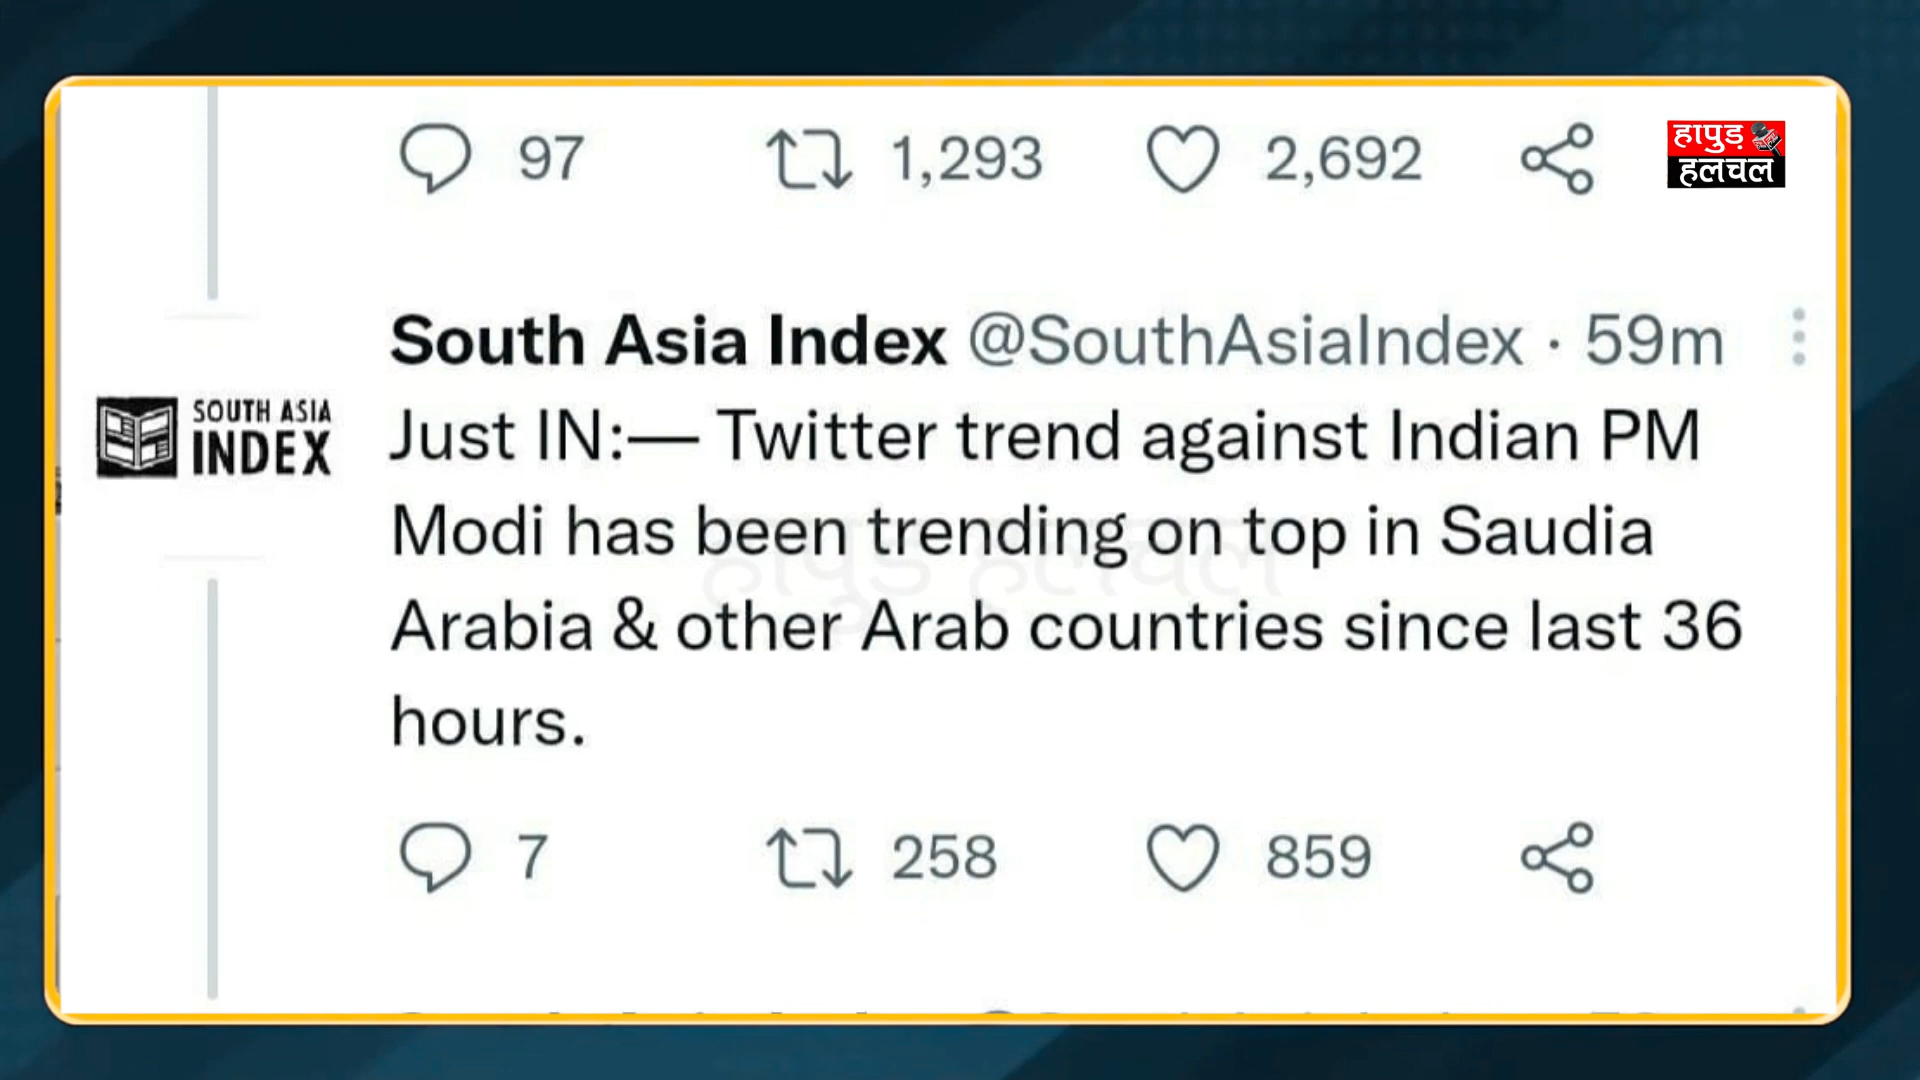 97 1,293 2,692
हापुड़
हलचल
South Asia Index @SouthAsiaIndex · 59m
SOUTH ASIA
INDEX
Just IN:— Twitter trend against Indian PM
Modi has been trending on top in Saudia
Arabia & other Arab countries since last 36
hours.
हापुड़ हलचल
7 258 859